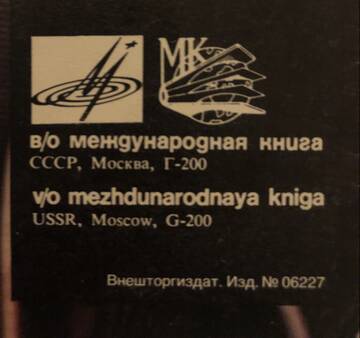 МК
в/о международная книга
СССР, Москва, Г-200
v/o mezhdunarodnaya kniga
USSR, Moscow, G-200
Внешторгиздат. Изд. № 06227